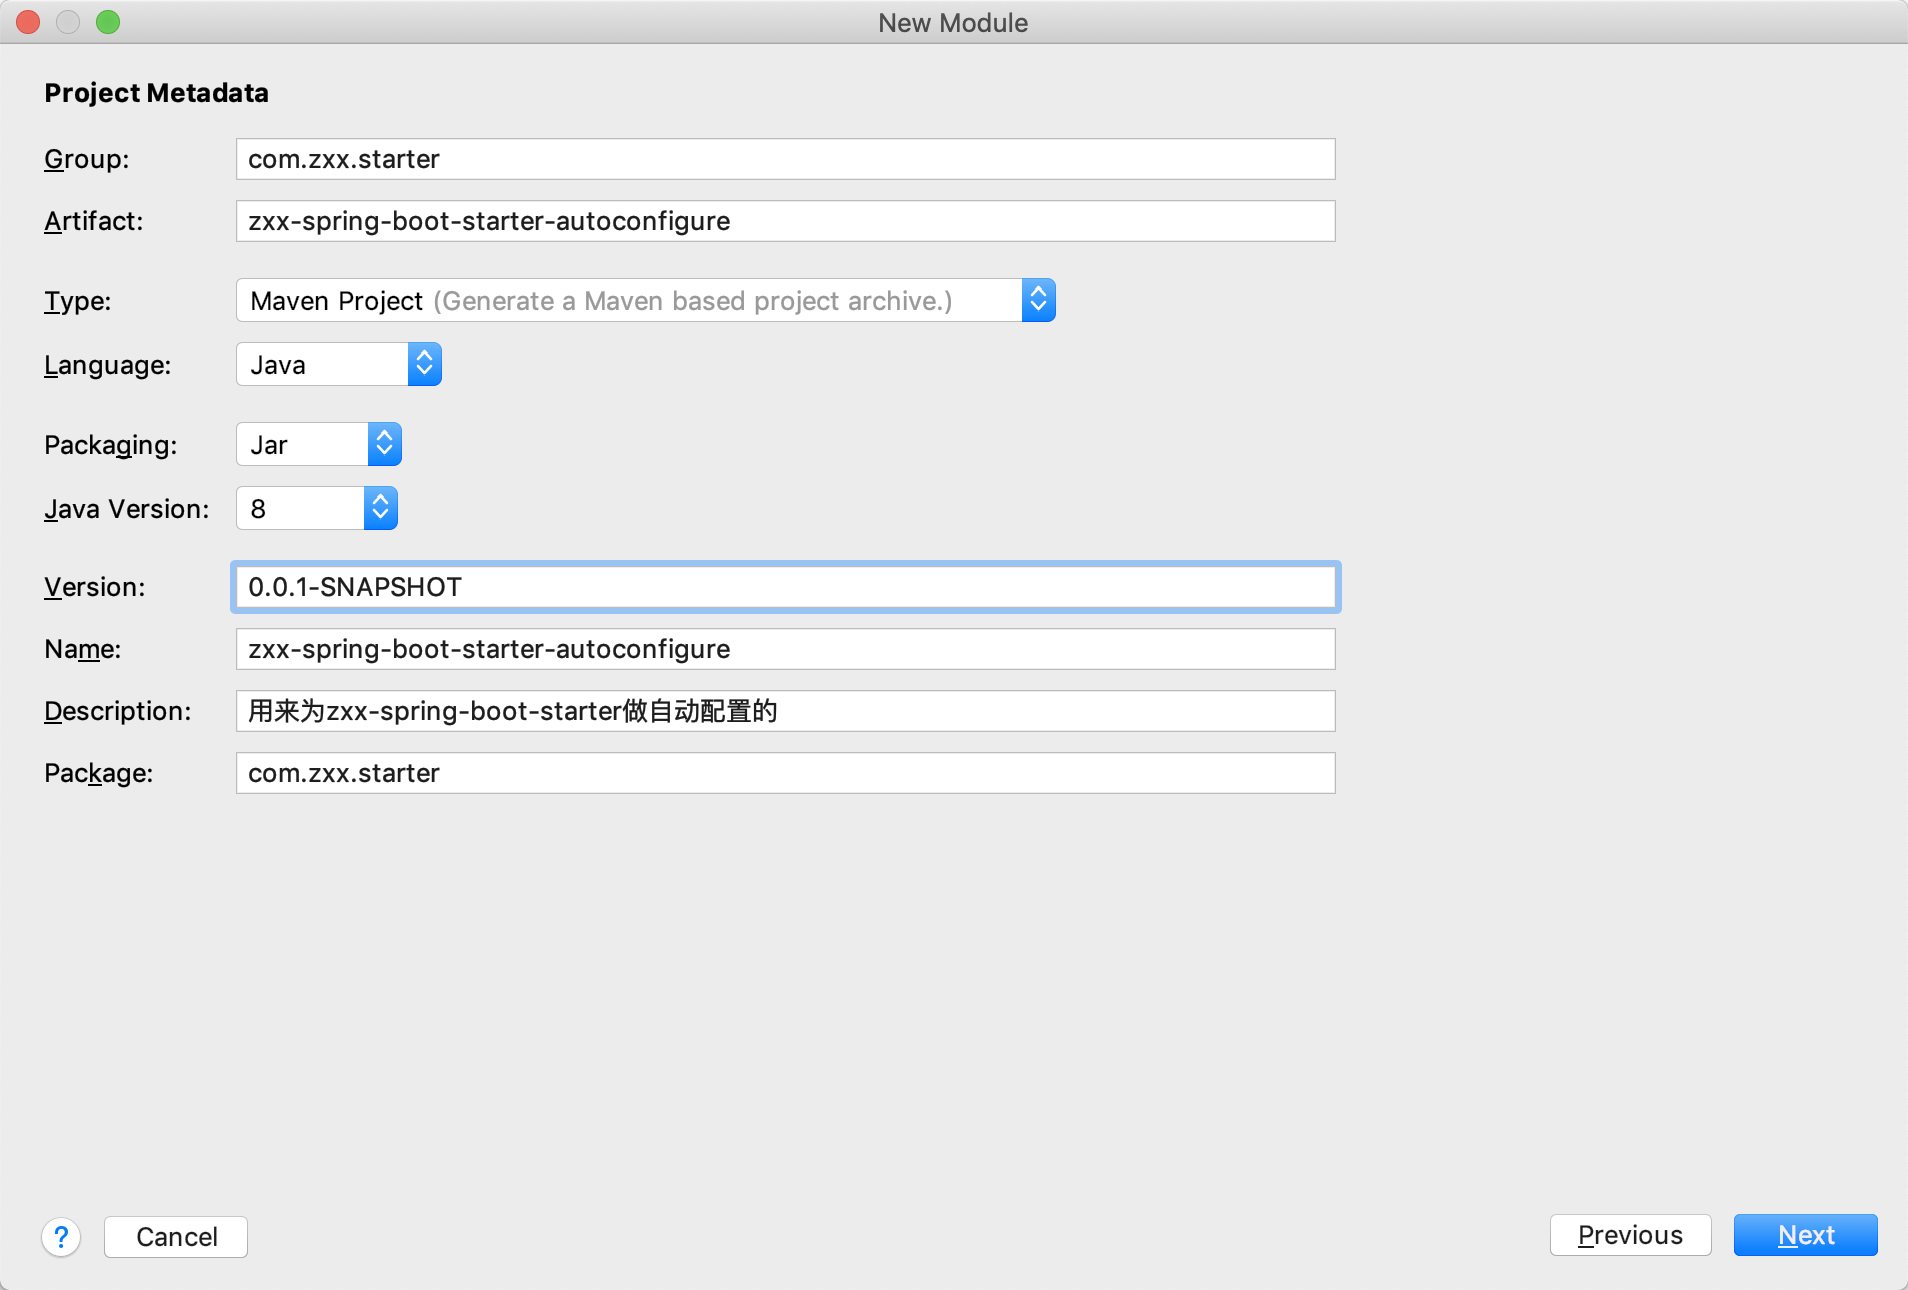 New Module
Project Metadata
Group: com.zxx.starter
Artifact: zxx-spring-boot-starter-autoconfigure
Type: Maven Project (Generate a Maven based project archive.)
Language: Java
Packaging: Jar
Java Version: 8
Version: 0.0.1-SNAPSHOT
Name: zxx-spring-boot-starter-autoconfigure
Description: 用来为zxx-spring-boot-starter做自动配置的
Package: com.zxx.starter
? Cancel Previous Next